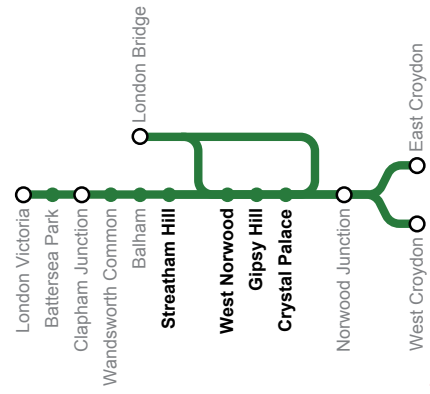 London Bridge
East Croydon
London Victoria
Battersea Park
Clapham Junction
Wandsworth Common
Balham
Streatham Hill
West Norwood
Gipsy Hill
Crystal Palace
Norwood Junction
West Croydon